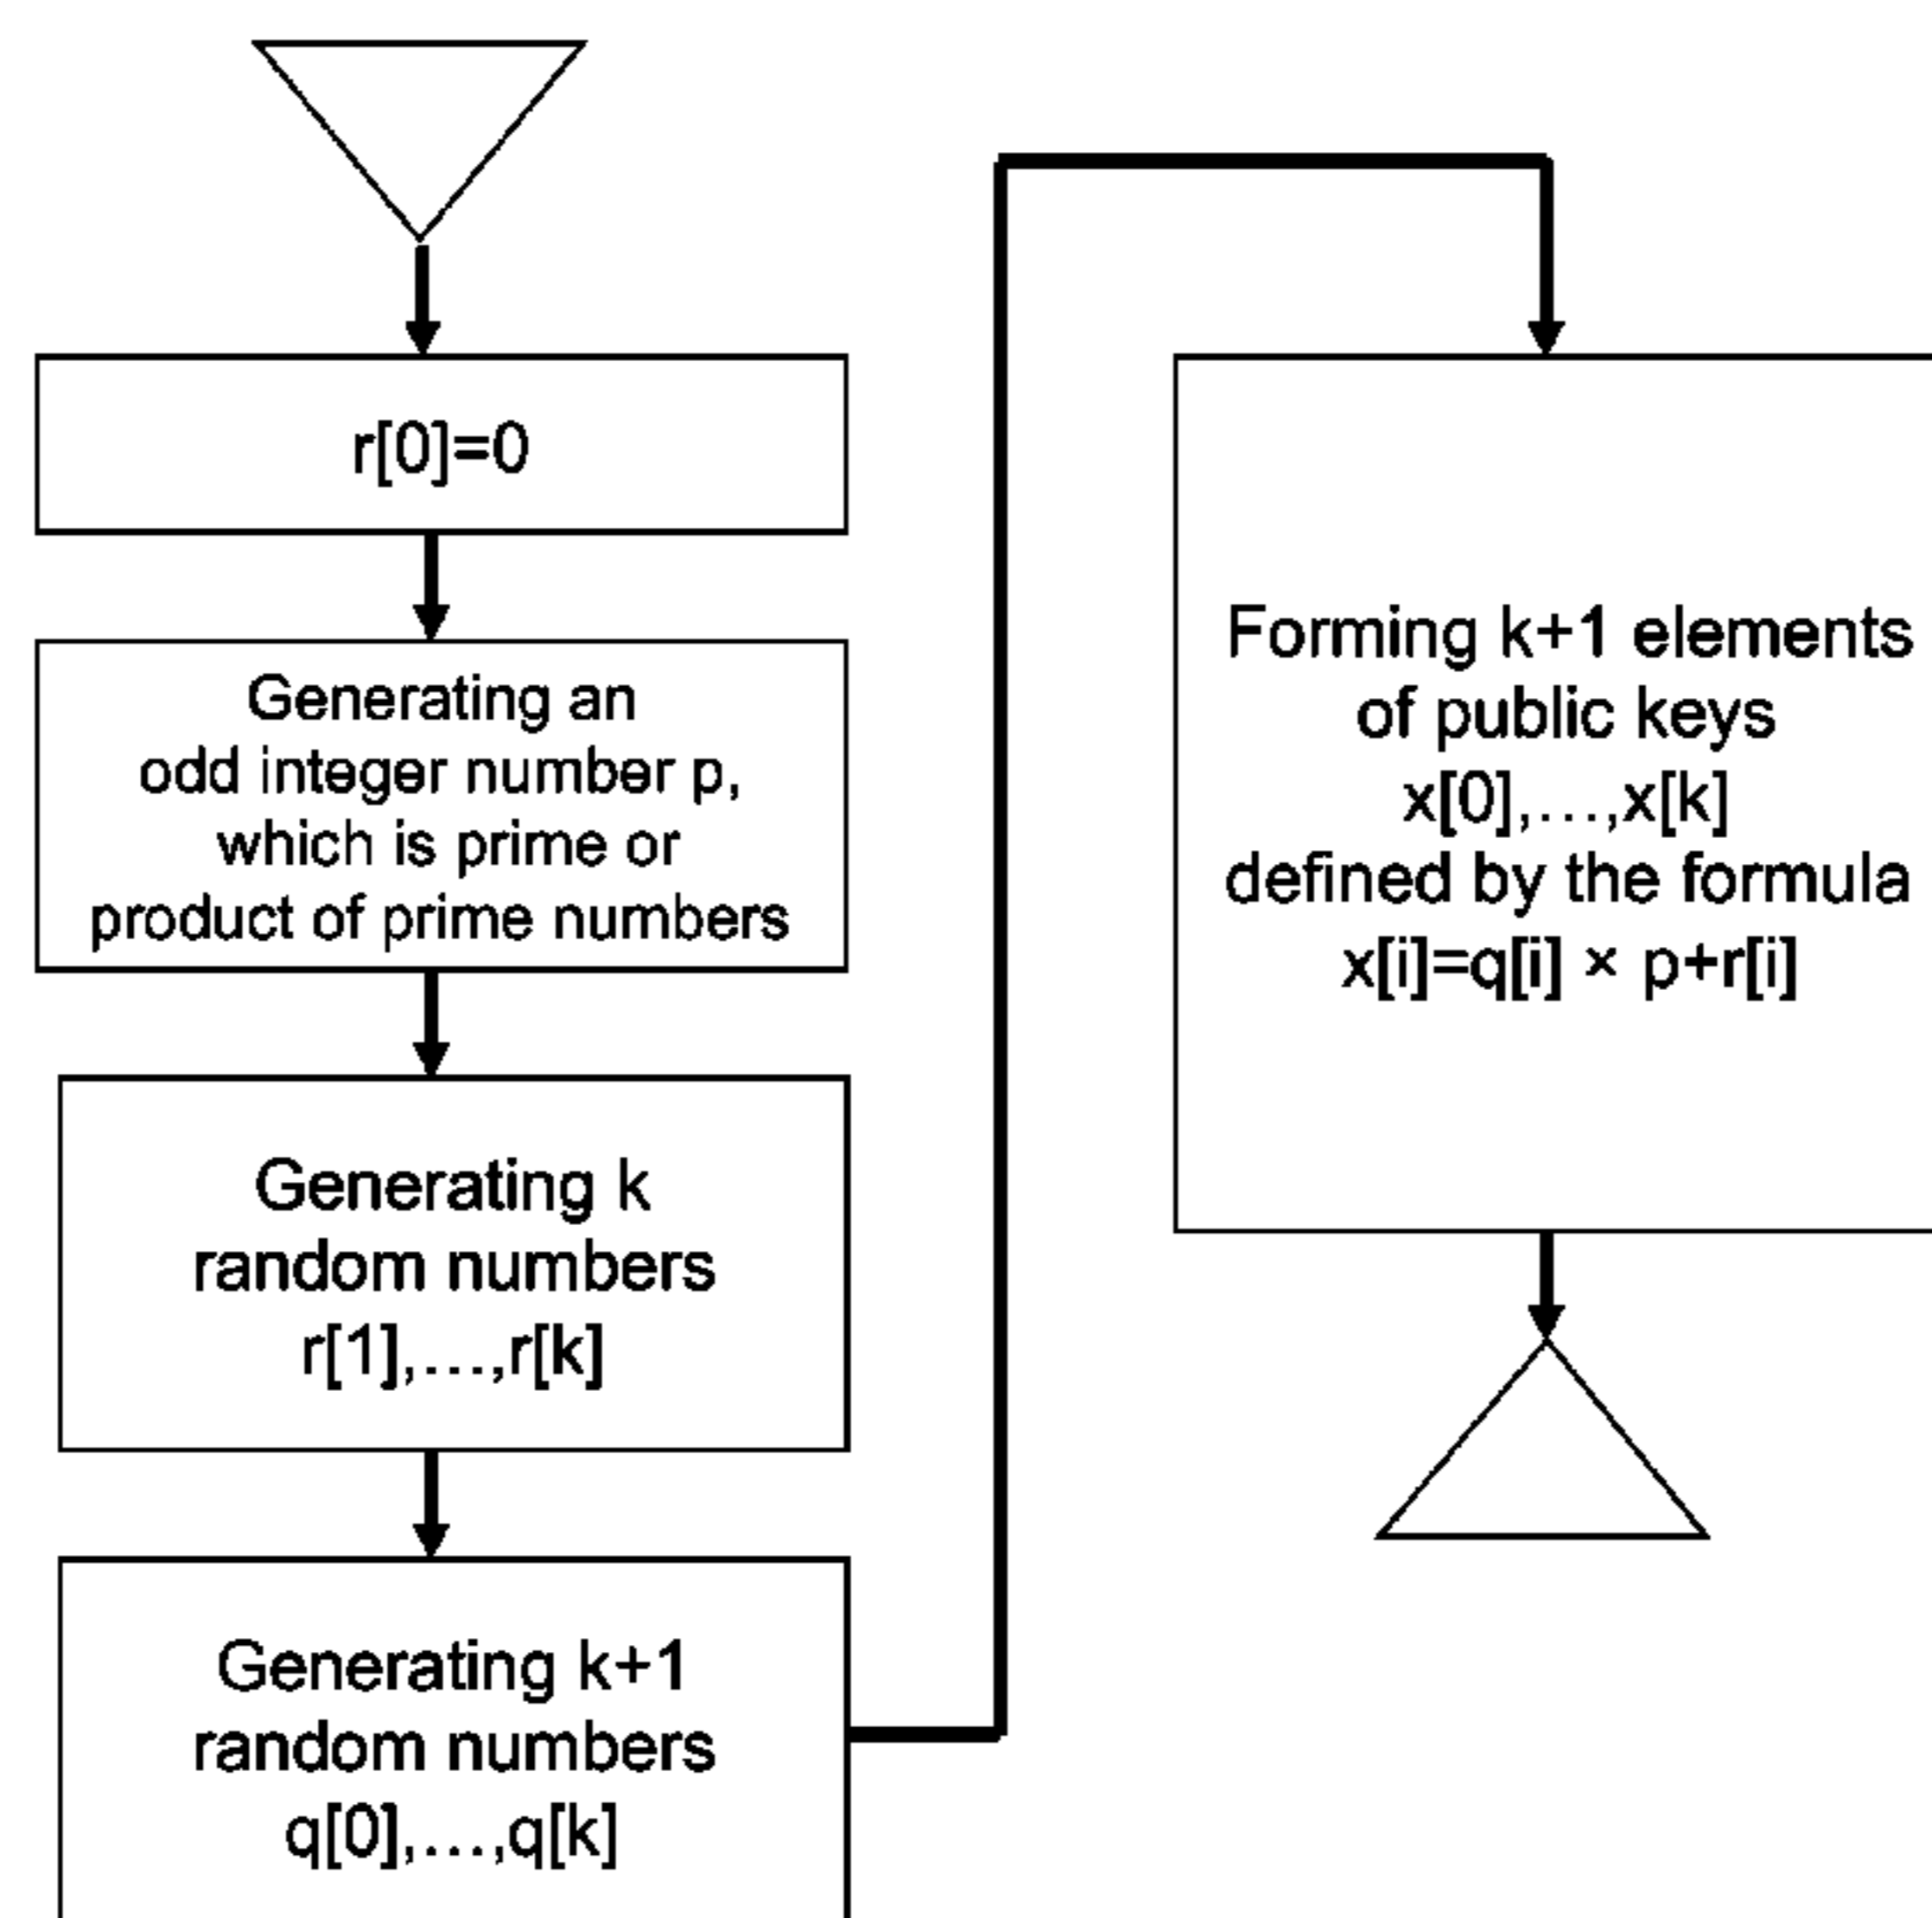 r[0]=0
Generating an
odd integer number p,
which is prime or
product of prime numbers
Generating k
random numbers
r[1],...,r[k]
Generating k+1
random numbers
q[0],...,q[k]
Forming k+1 elements
of public keys
x[0],...,x[k]
defined by the formula
x[i]=q[i] × p+r[i]